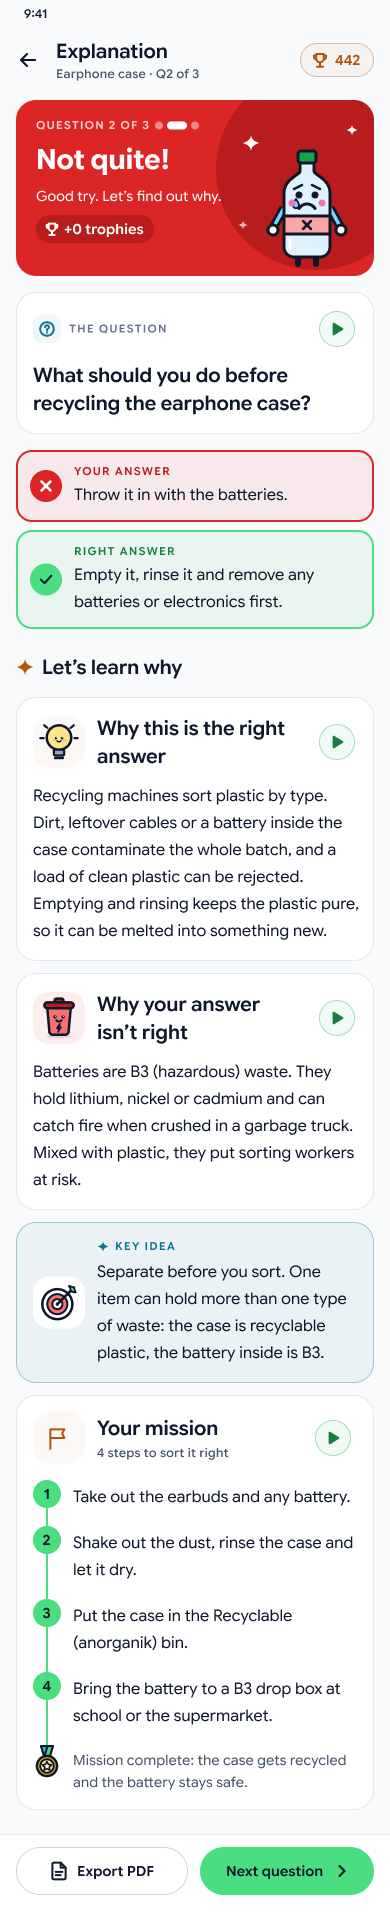 9:41
Explanation
Earphone case · Q2 of 3
442
QUESTION 2 OF 3
Not quite!
Good try. Let’s find out why.
+0 trophies
THE QUESTION
What should you do before
recycling the earphone case?
YOUR ANSWER
Throw it in with the batteries.
RIGHT ANSWER
Empty it, rinse it and remove any
batteries or electronics first.
Let’s learn why
Why this is the right
answer
Recycling machines sort plastic by type.
Dirt, leftover cables or a battery inside the
case contaminate the whole batch, and a
load of clean plastic can be rejected.
Emptying and rinsing keeps the plastic pure,
so it can be melted into something new.
Why your answer
isn’t right
Batteries are B3 (hazardous) waste. They
hold lithium, nickel or cadmium and can
catch fire when crushed in a garbage truck.
Mixed with plastic, they put sorting workers
at risk.
KEY IDEA
Separate before you sort. One
item can hold more than one type
of waste: the case is recyclable
plastic, the battery inside is B3.
Your mission
4 steps to sort it right
1 Take out the earbuds and any battery.
2 Shake out the dust, rinse the case and
let it dry.
3 Put the case in the Recyclable
(anorganik) bin.
4 Bring the battery to a B3 drop box at
school or the supermarket.
Mission complete: the case gets recycled
and the battery stays safe.
Export PDF
Next question